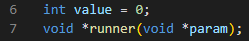 6 int value = 0;
7 void *runner(void *param);